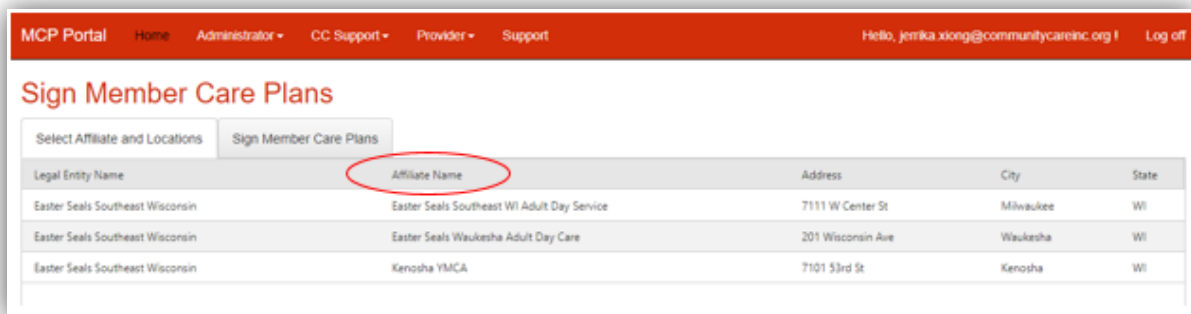 MCP Portal Home Administrator CC Support Provider Support Hello, jerrika.xiong@communitycareinc.org ! Log off
Sign Member Care Plans
Select Affiliate and Locations Sign Member Care Plans
Legal Entity Name Affiliate Name Address City State
Easter Seals Southeast Wisconsin Easter Seals Southeast WI Adult Day Service 7111 W Center St Milwaukee WI
Easter Seals Southeast Wisconsin Easter Seals Waukesha Adult Day Care 201 Wisconsin Ave Waukesha WI
Easter Seals Southeast Wisconsin Kenosha YMCA 7101 53rd St Kenosha WI